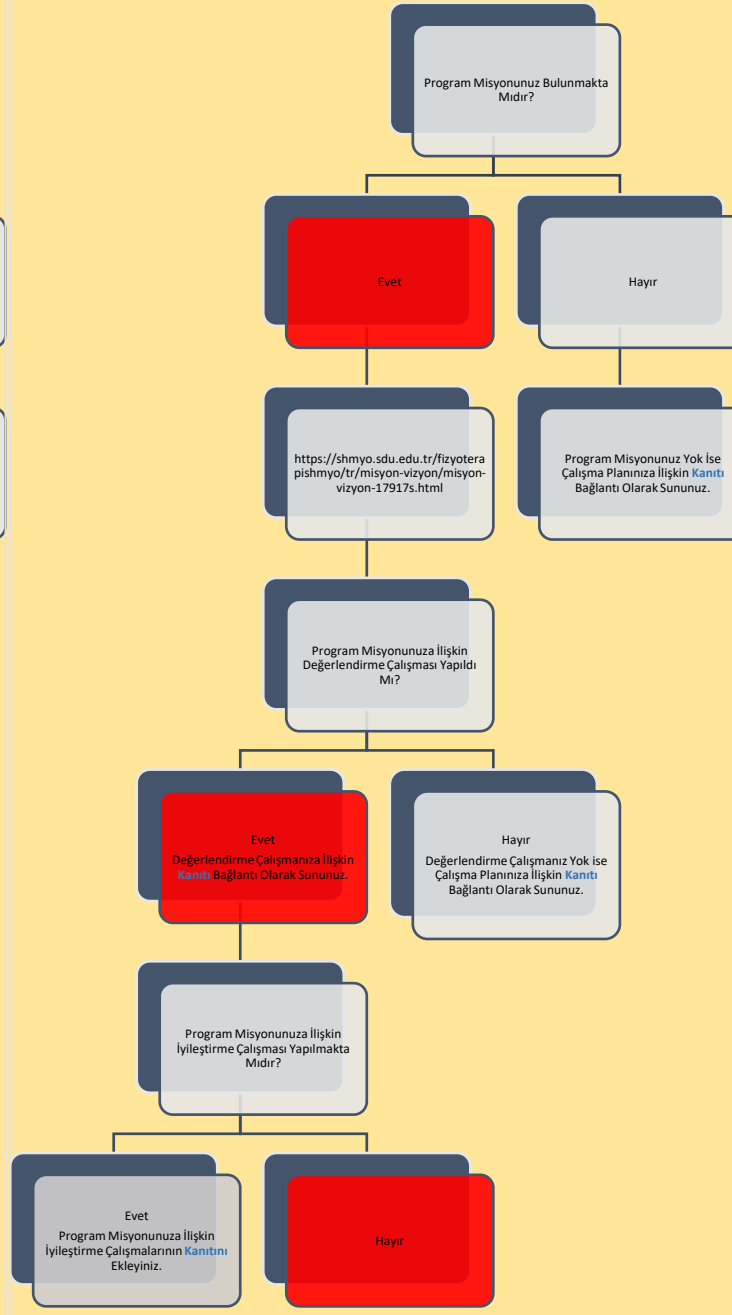 Program Misyonunuz Bulunmakta
Mıdır?
Evet
Hayır
https://shmyo.sdu.edu.tr/fizyotera
pishmyo/tr/misyon-vizyon/misyon-
vizyon-17917s.html
Program Misyonunuz Yok İse
Çalışma Planınıza İlişkin Kanıtı
Bağlantı Olarak Sununuz.
Program Misyonunuza İlişkin
Değerlendirme Çalışması Yapıldı
Mı?
Evet
Değerlendirme Çalışmanıza İlişkin
Kanıtı Bağlantı Olarak Sununuz.
Hayır
Değerlendirme Çalışmanız Yok ise
Çalışma Planınıza İlişkin Kanıtı
Bağlantı Olarak Sununuz.
Program Misyonunuza İlişkin
İyileştirme Çalışması Yapılmakta
Mıdır?
Evet
Program Misyonunuza İlişkin
İyileştirme Çalışmalarının Kanıtını
Ekleyiniz.
Hayır